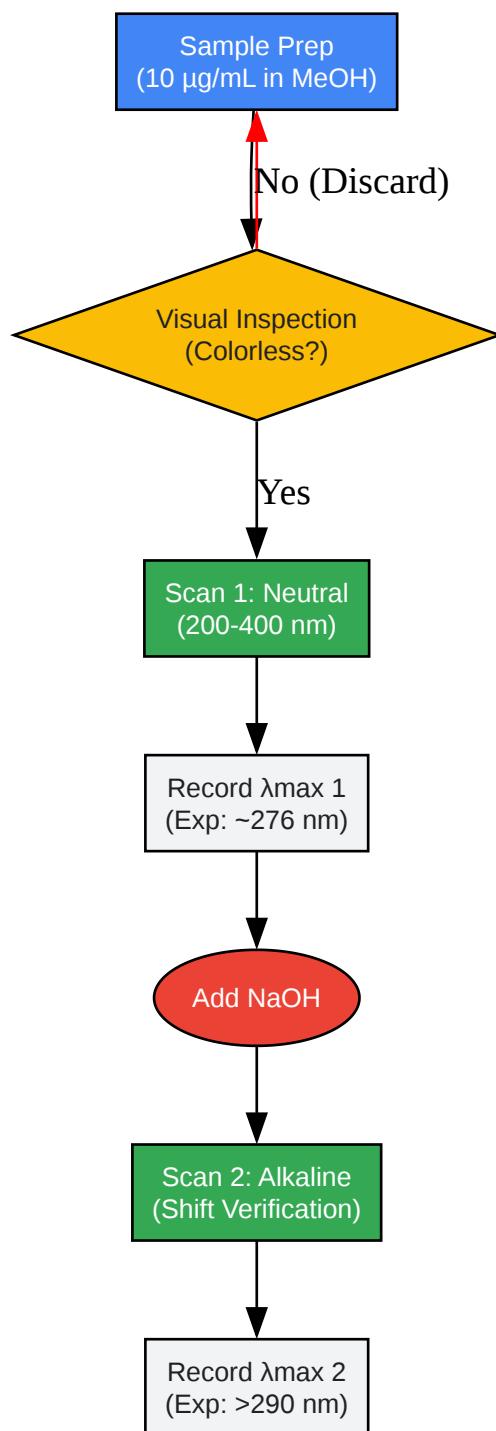 Sample Prep
(10 µg/mL in MeOH)
No (Discard)
Visual Inspection
(Colorless?)
Yes
Scan 1: Neutral
(200-400 nm)
Record λmax 1
(Exp: ~276 nm)
Add NaOH
Scan 2: Alkaline
(Shift Verification)
Record λmax 2
(Exp: >290 nm)